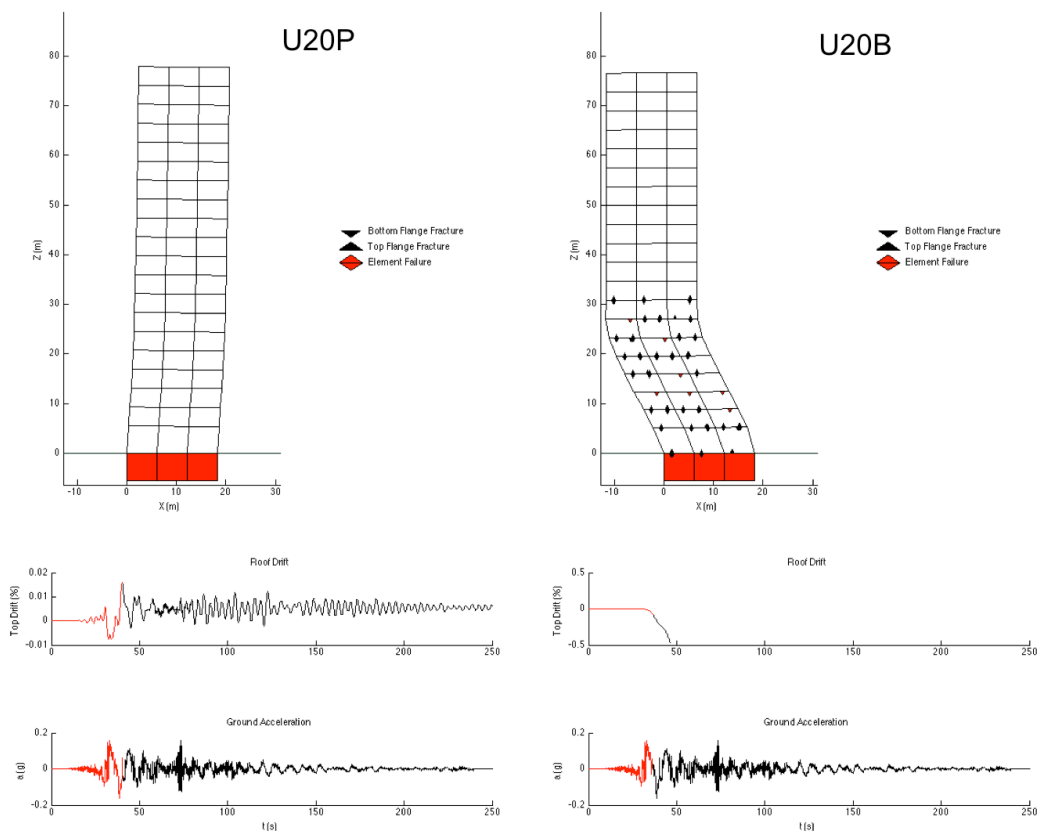 U20P
80
70
60
50
40
30
20
10
0
Z (m)
-10 0 10 20 30
X (m)
Bottom Flange Fracture
Top Flange Fracture
Element Failure
U20B
80
70
60
50
40
30
20
10
0
Z (m)
-10 0 10 20 30
X (m)
Bottom Flange Fracture
Top Flange Fracture
Element Failure
Roof Drift
0.02
0.01
0
-0.01
Top Drift (%)
0 50 100 150 200 250
Roof Drift
0.5
0
-0.5
Top Drift (%)
0 50 100 150 200 250
Ground Acceleration
0.2
0
-0.2
a (g)
0 50 100 150 200 250
t (s)
Ground Acceleration
0.2
0
-0.2
a (g)
0 50 100 150 200 250
t (s)